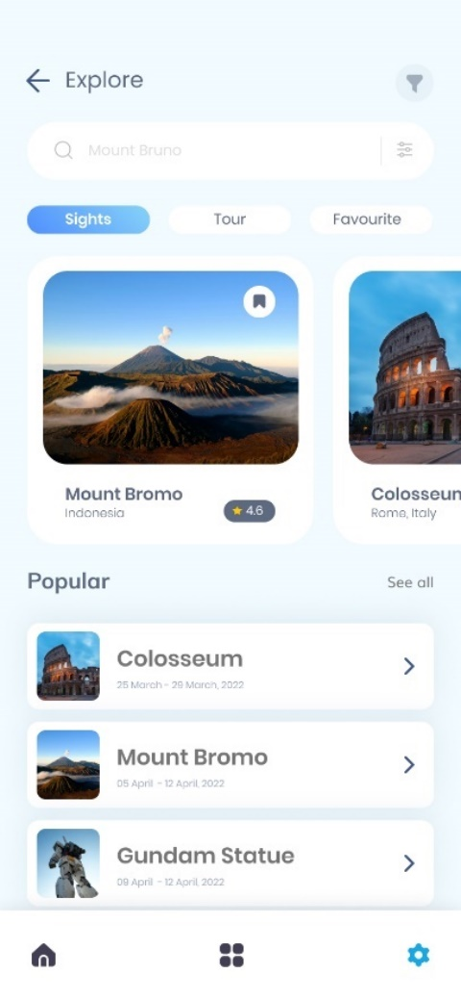 Explore
Mount Bruno
Sights
Tour
Favourite
Mount Bromo
Indonesia
4.6
Colosseum
Rome, Italy
Popular
See all
Colosseum
25 March - 29 March, 2022
Mount Bromo
05 April - 12 April, 2022
Gundam Statue
09 April - 12 April, 2022